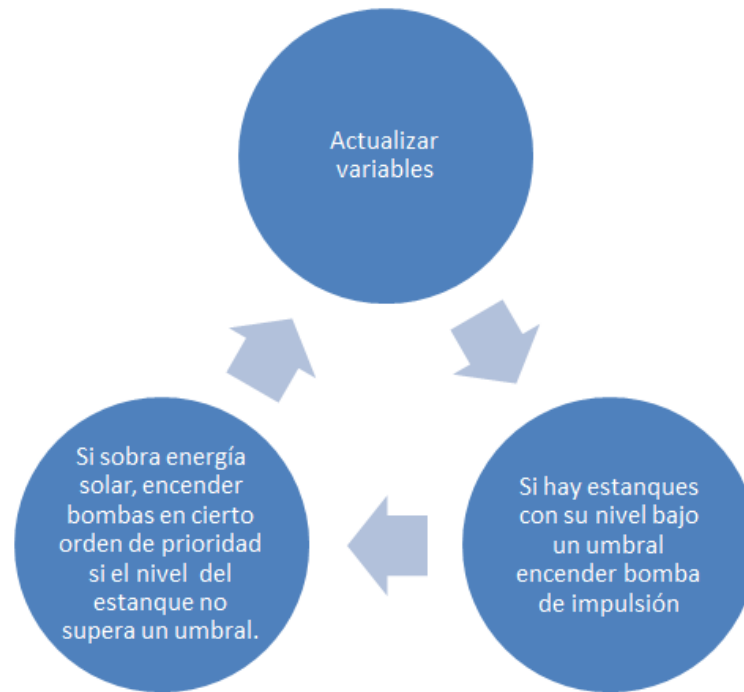 Actualizar
variables
Si hay estanques
con su nivel bajo
un umbral
encender bomba
de impulsión
Si sobra energía
solar, encender
bombas en cierto
orden de prioridad
si el nivel del
estanque no
supera un umbral.